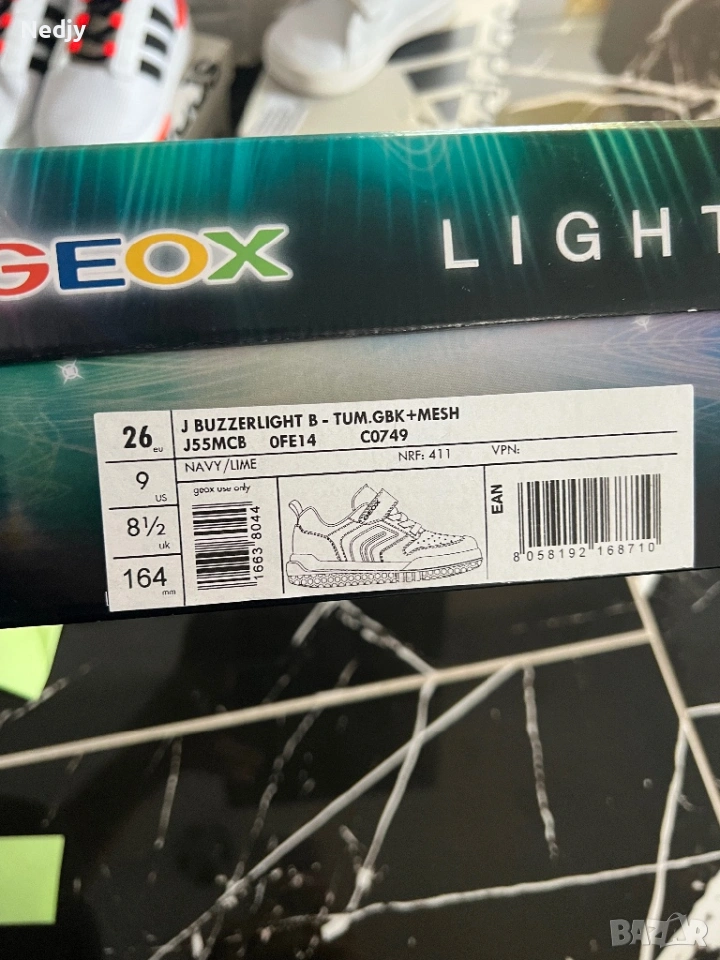 Nedjy
GEOX LIGHT
26 eu
9 US
8½ uk
164 mm
J BUZZERLIGHT B - TUM.GBK+MESH
J55MCB 0FE14 C0749
NAVY/LIME NRF: 411 VPN:
geox use only
1663 8044
EAN
8 058192 168710
BAZAR